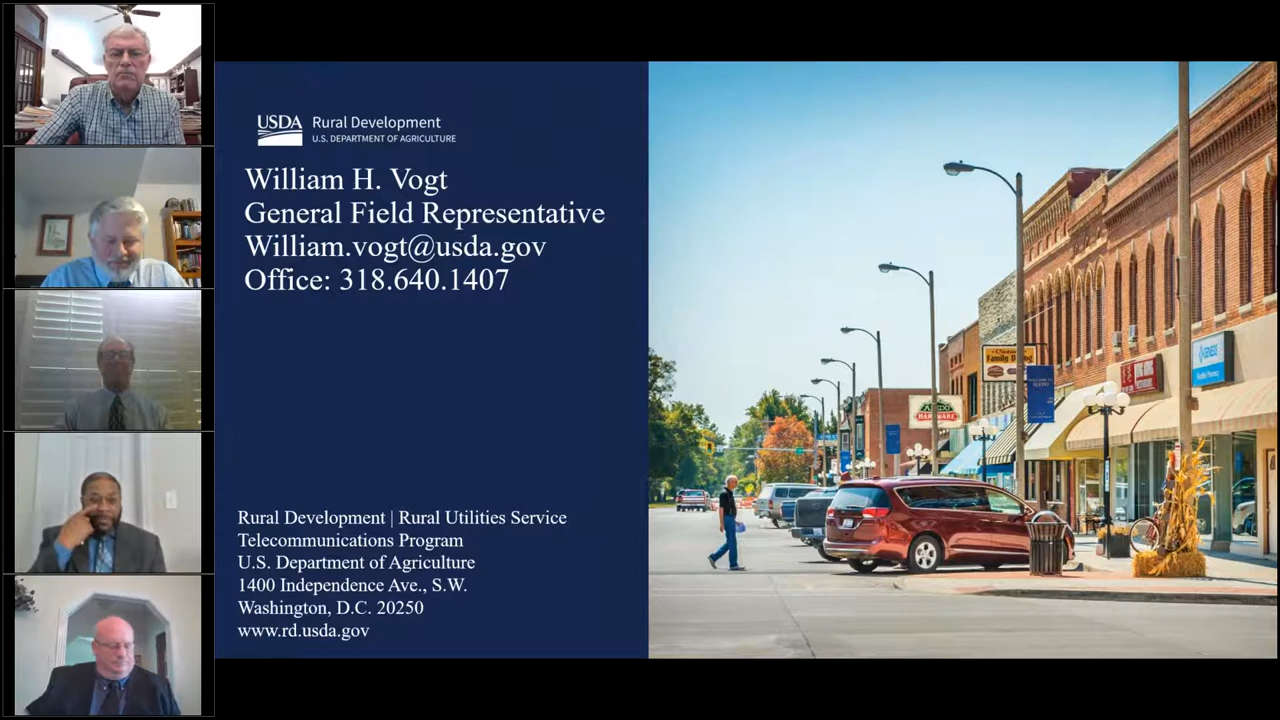 USDA Rural Development
U.S. DEPARTMENT OF AGRICULTURE
William H. Vogt
General Field Representative
William.vogt@usda.gov
Office: 318.640.1407
Rural Development | Rural Utilities Service
Telecommunications Program
U.S. Department of Agriculture
1400 Independence Ave., S.W.
Washington, D.C. 20250
www.rd.usda.gov
HARDWARE
GENESIS